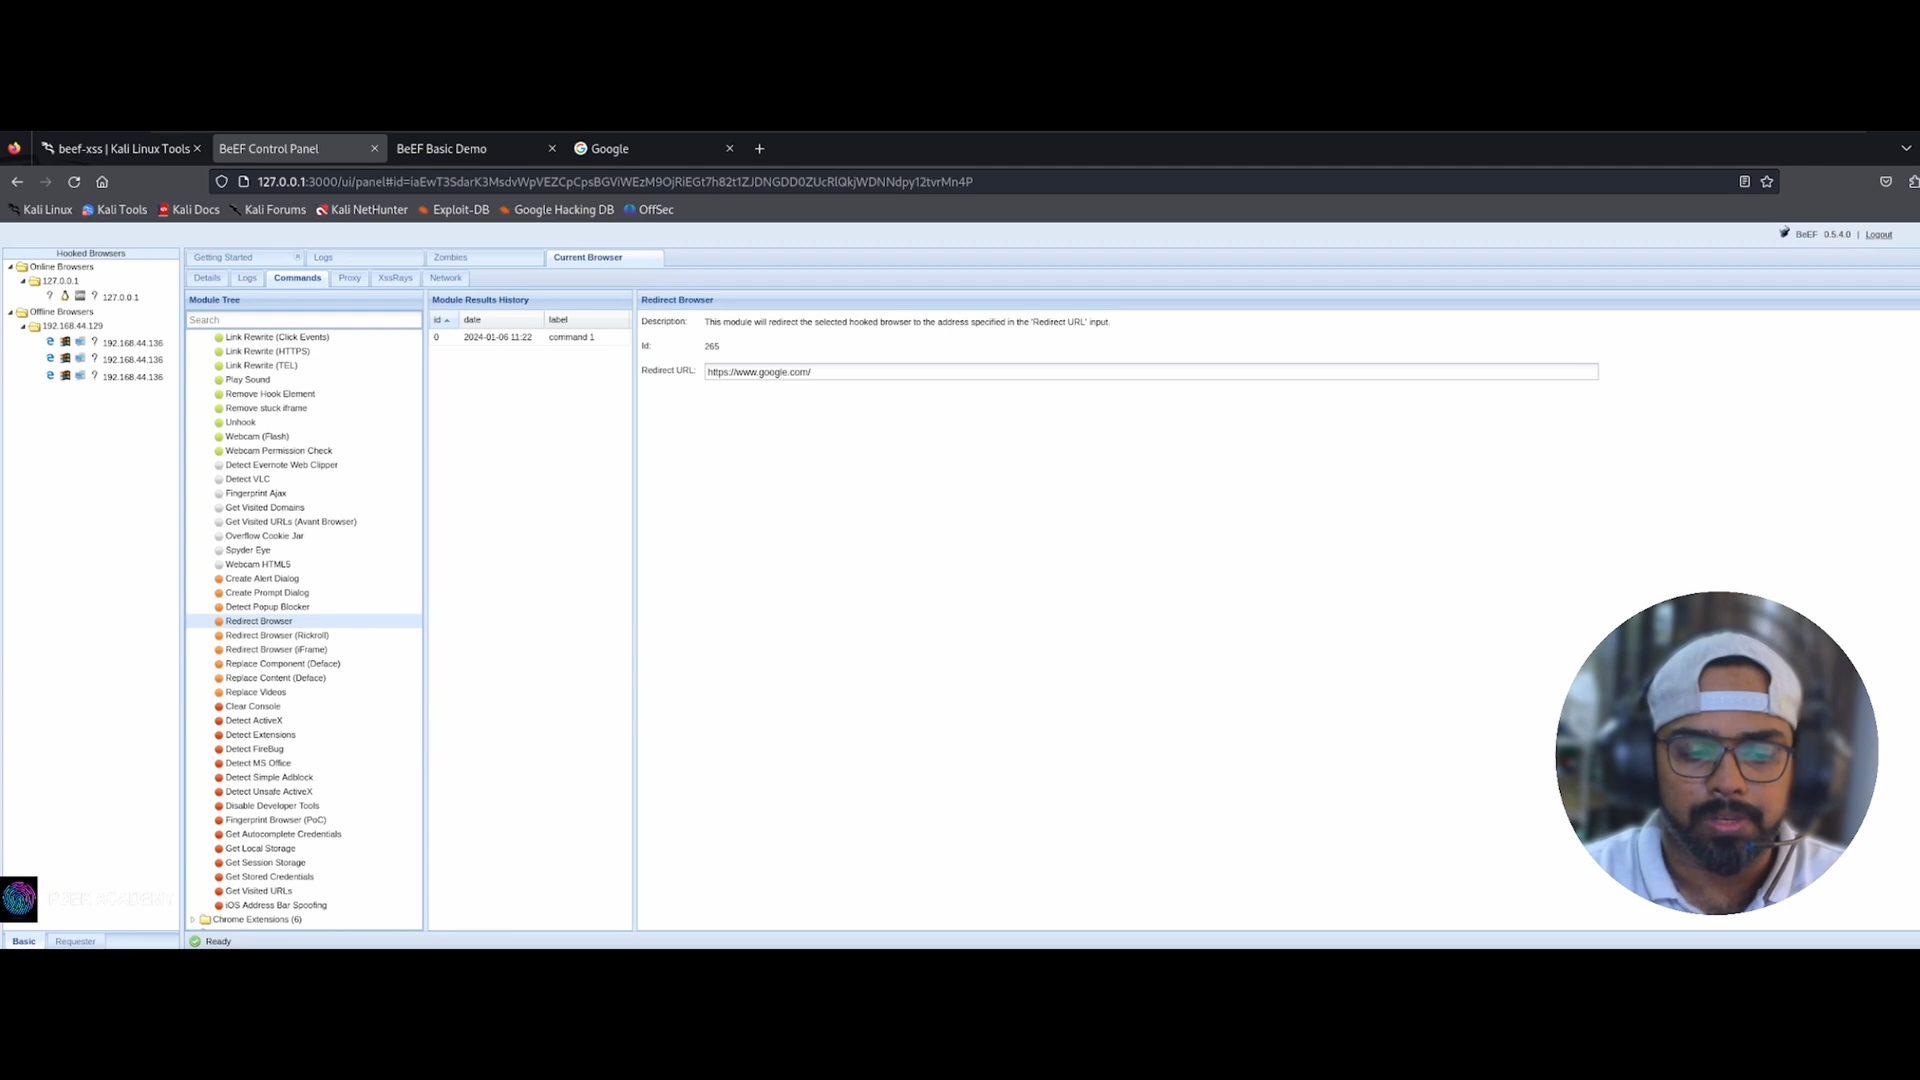 beef-xss | Kali Linux Tools
BeEF Control Panel
BeEF Basic Demo
Google
127.0.0.1:3000/ui/panel#id=iaEwT3SdarK3MsdvWpVEZCpCpsBGViWEzM9OjRiEGt7h82t1ZJDNGDD0ZUcRlQkjWDNNdpy12tvrMn4P
Kali Linux Kali Tools Kali Docs Kali Forums Kali NetHunter Exploit-DB Google Hacking DB OffSec
BeEF 0.5.4.0 | Logout
Hooked Browsers
Online Browsers
127.0.0.1
? ? 127.0.0.1
Offline Browsers
192.168.44.129
? 192.168.44.136
? 192.168.44.136
? 192.168.44.136
Basic Requester
Getting Started Logs Zombies Current Browser
Details Logs Commands Proxy XssRays Network
Module Tree
Search
Link Rewrite (Click Events)
Link Rewrite (HTTPS)
Link Rewrite (TEL)
Play Sound
Remove Hook Element
Remove stuck iframe
Unhook
Webcam (Flash)
Webcam Permission Check
Detect Evernote Web Clipper
Detect VLC
Fingerprint Ajax
Get Visited Domains
Get Visited URLs (Avant Browser)
Overflow Cookie Jar
Spyder Eye
Webcam HTML5
Create Alert Dialog
Create Prompt Dialog
Detect Popup Blocker
Redirect Browser
Redirect Browser (Rickroll)
Redirect Browser (iFrame)
Replace Component (Deface)
Replace Content (Deface)
Replace Videos
Clear Console
Detect ActiveX
Detect Extensions
Detect FireBug
Detect MS Office
Detect Simple Adblock
Detect Unsafe ActiveX
Disable Developer Tools
Fingerprint Browser (PoC)
Get Autocomplete Credentials
Get Local Storage
Get Session Storage
Get Stored Credentials
Get Visited URLs
iOS Address Bar Spoofing
Chrome Extensions (6)
Ready
Module Results History
id date label
0 2024-01-06 11:22 command 1
Redirect Browser
Description: This module will redirect the selected hooked browser to the address specified in the 'Redirect URL' input.
Id: 265
Redirect URL: https://www.google.com/